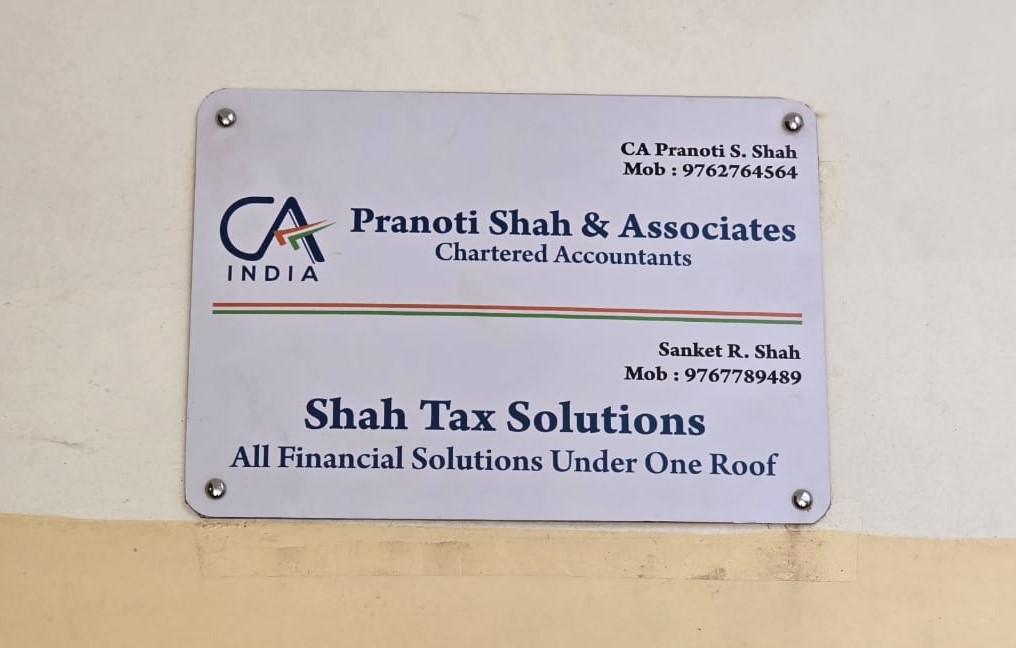 CA Pranoti S. Shah
Mob : 9762764564
CA
INDIA
Pranoti Shah & Associates
Chartered Accountants
Sanket R. Shah
Mob : 9767789489
Shah Tax Solutions
All Financial Solutions Under One Roof